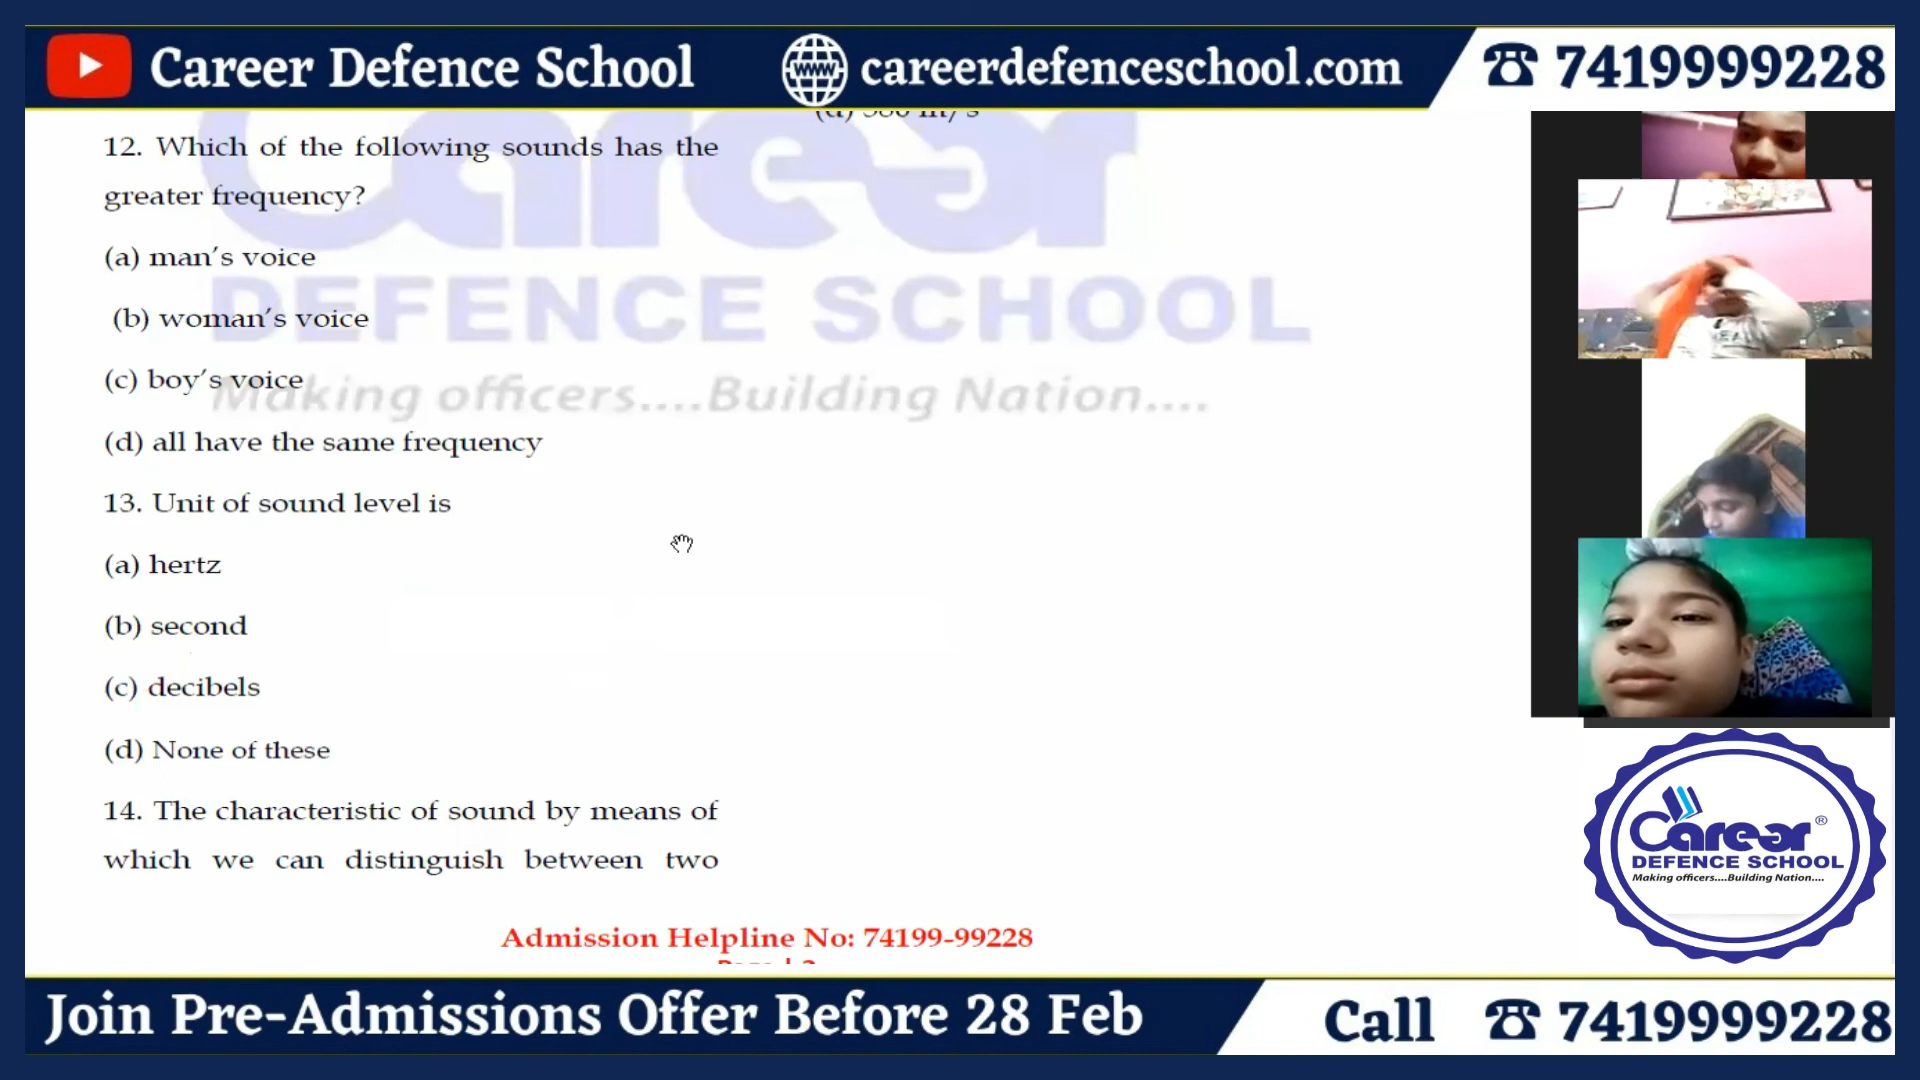 Career Defence School
www
careerdefenceschool.com
☎ 7419999228
(d) 380 m/s
12. Which of the following sounds has the
greater frequency?
(a) man's voice
(b) woman's voice
(c) boy's voice
(d) all have the same frequency
13. Unit of sound level is
(a) hertz
(b) second
(c) decibels
(d) None of these
14. The characteristic of sound by means of
which we can distinguish between two
Career
DEFENCE SCHOOL
Making officers....Building Nation....
Admission Helpline No: 74199-99228
Carear®
DEFENCE SCHOOL
Making officers....Building Nation....
Join Pre-Admissions Offer Before 28 Feb
Call ☎ 7419999228